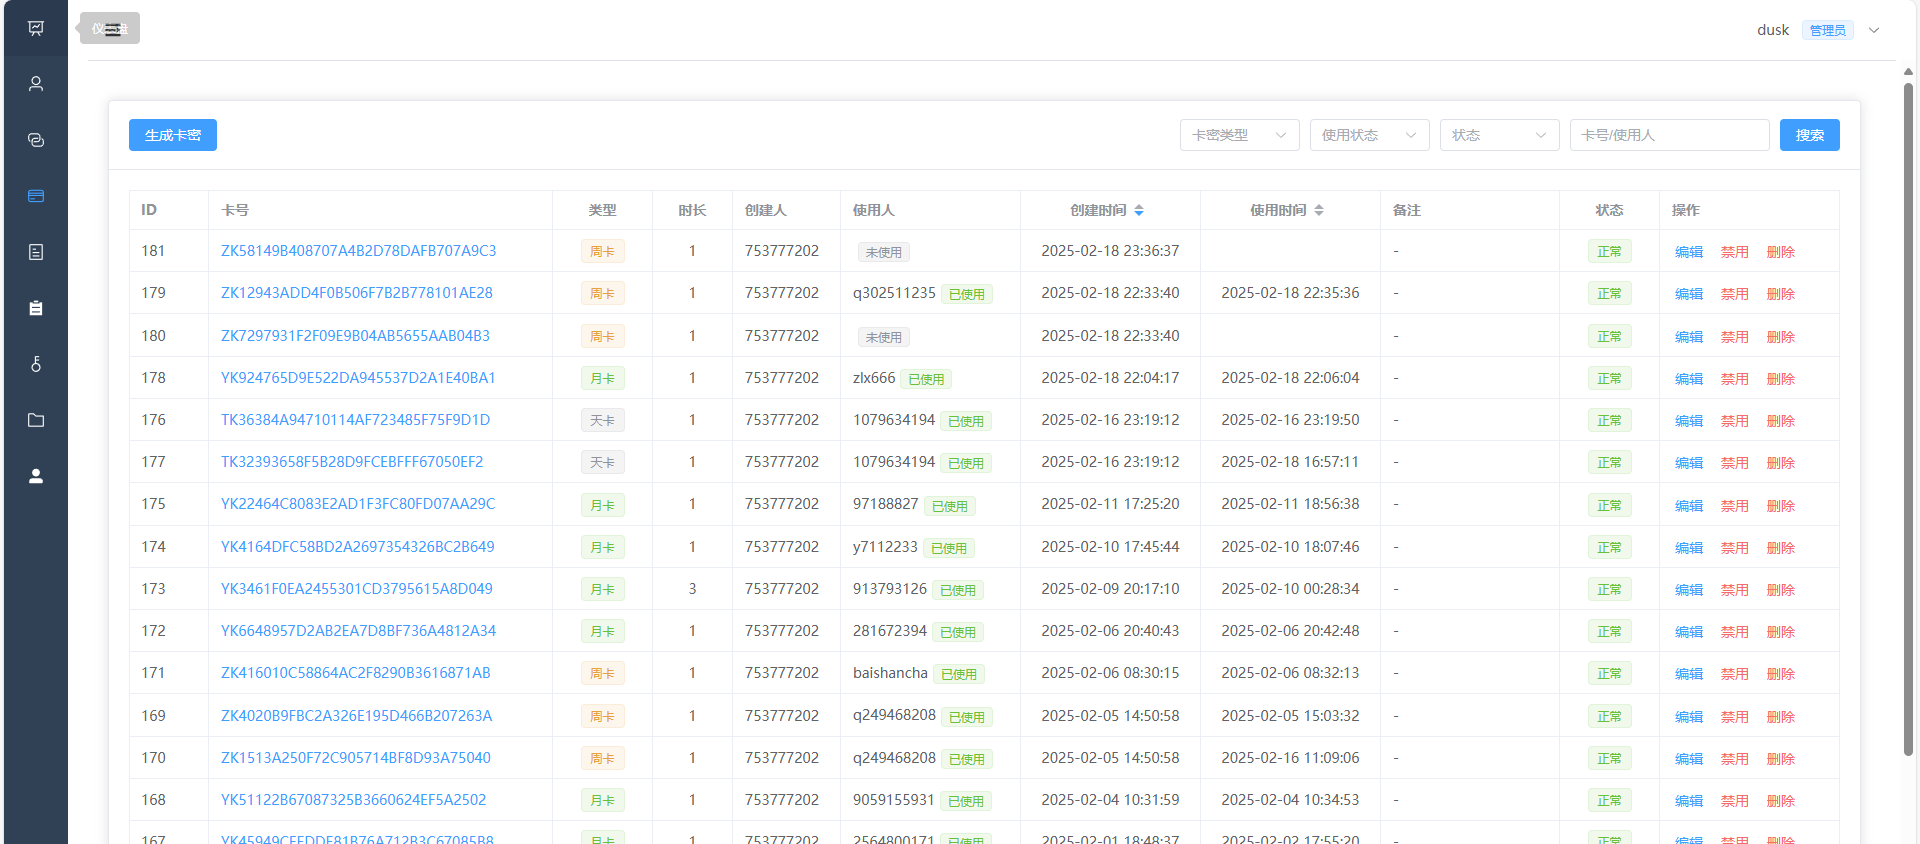 dusk 管理员
生成卡密 卡密类型 使用状态 状态 卡号/使用人 搜索
ID 卡号 类型 时长 创建人 使用人 创建时间 使用时间 备注 状态 操作
181 ZK58149B408707A4B2D78DAFB707A9C3 周卡 1 753777202 未使用 2025-02-18 23:36:37 - 正常 编辑 禁用 删除
179 ZK12943ADD4F0B506F7B2B778101AE28 周卡 1 753777202 q302511235 已使用 2025-02-18 22:33:40 2025-02-18 22:35:36 - 正常 编辑 禁用 删除
180 ZK7297931F2F09E9B04AB5655AAB04B3 周卡 1 753777202 未使用 2025-02-18 22:33:40 - 正常 编辑 禁用 删除
178 YK924765D9E522DA945537D2A1E40BA1 月卡 1 753777202 zlx666 已使用 2025-02-18 22:04:17 2025-02-18 22:06:04 - 正常 编辑 禁用 删除
176 TK36384A94710114AF723485F75F9D1D 天卡 1 753777202 1079634194 已使用 2025-02-16 23:19:12 2025-02-16 23:19:50 - 正常 编辑 禁用 删除
177 TK32393658F5B28D9FCEBFFF67050EF2 天卡 1 753777202 1079634194 已使用 2025-02-16 23:19:12 2025-02-18 16:57:11 - 正常 编辑 禁用 删除
175 YK22464C8083E2AD1F3FC80FD07AA29C 月卡 1 753777202 97188827 已使用 2025-02-11 17:25:20 2025-02-11 18:56:38 - 正常 编辑 禁用 删除
174 YK4164DFC58BD2A2697354326BC2B649 月卡 1 753777202 y7112233 已使用 2025-02-10 17:45:44 2025-02-10 18:07:46 - 正常 编辑 禁用 删除
173 YK3461F0EA2455301CD3795615A8D049 月卡 3 753777202 913793126 已使用 2025-02-09 20:17:10 2025-02-10 00:28:34 - 正常 编辑 禁用 删除
172 YK6648957D2AB2EA7D8BF736A4812A34 月卡 1 753777202 281672394 已使用 2025-02-06 20:40:43 2025-02-06 20:42:48 - 正常 编辑 禁用 删除
171 ZK416010C58864AC2F8290B3616871AB 周卡 1 753777202 baishancha 已使用 2025-02-06 08:30:15 2025-02-06 08:32:13 - 正常 编辑 禁用 删除
169 ZK4020B9FBC2A326E195D466B207263A 周卡 1 753777202 q249468208 已使用 2025-02-05 14:50:58 2025-02-05 15:03:32 - 正常 编辑 禁用 删除
170 ZK1513A250F72C905714BF8D93A75040 周卡 1 753777202 q249468208 已使用 2025-02-05 14:50:58 2025-02-16 11:09:06 - 正常 编辑 禁用 删除
168 YK51122B67087325B3660624EF5A2502 月卡 1 753777202 9059155931 已使用 2025-02-04 10:31:59 2025-02-04 10:34:53 - 正常 编辑 禁用 删除
167 1 753777202 2564800171 已使用 2025-02-01 18:48:37 2025-02-02 17:55:20 - 正常 编辑 禁用 删除